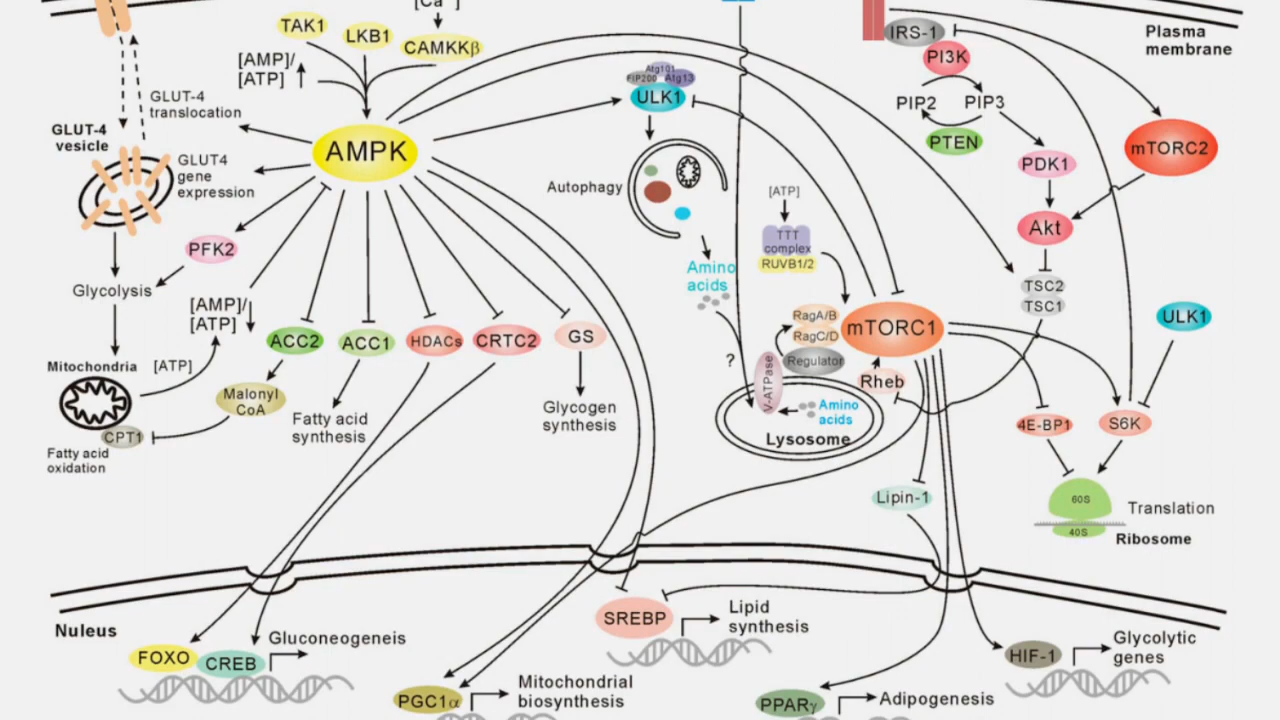 [Ca
TAK1
LKB1
CAMKKβ
[AMP]/
[ATP]
GLUT-4
translocation
GLUT-4
vesicle
GLUT4
gene
expression
AMPK
PFK2
Glycolysis
[AMP]/
[ATP]
[ATP]
Mitochondria
CPT1
Fatty acid
oxidation
ACC2
ACC1
HDACs
CRTC2
GS
Malonyl
CoA
Fatty acid
synthesis
Glycogen
synthesis
Atg101
FIP200
Atg13
ULK1
Autophagy
Amino
acids
[ATP]
TTT
complex
RUVB1/2
RagA/B
RagC/D
mTORC1
Regulator
Rheb
?
V-ATPase
Amino
acids
Lysosome
IRS-1
PI3K
PIP2
PIP3
PTEN
PDK1
Akt
mTORC2
Plasma
membrane
TSC2
TSC1
ULK1
4E-BP1
S6K
60S
40S
Translation
Ribosome
Lipin-1
Nuleus
FOXO
CREB
Gluconeogeneis
SREBP
Lipid
synthesis
PGC1α
Mitochondrial
biosynthesis
PPARγ
Adipogenesis
HIF-1
Glycolytic
genes